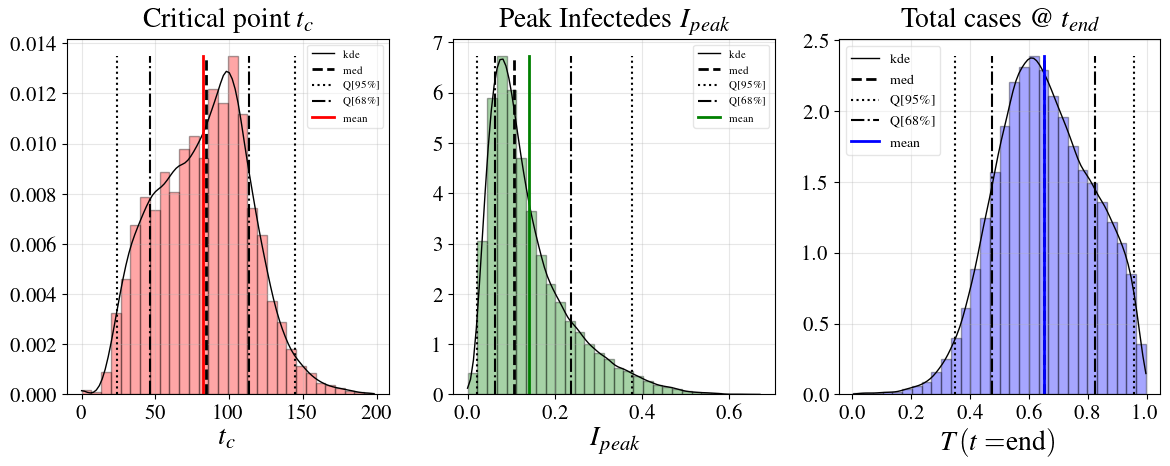 Critical point t_c
0.014
0.012
0.010
0.008
0.006
0.004
0.002
0.000
0
50
100
150
200
t_c
kde
med
Q[95%]
Q[68%]
mean
Peak Infectedes I_peak
7
6
5
4
3
2
1
0
0.0
0.2
0.4
0.6
I_peak
kde
med
Q[95%]
Q[68%]
mean
Total cases @ t_end
2.5
2.0
1.5
1.0
0.5
0.0
0.0
0.2
0.4
0.6
0.8
1.0
T(t =end)
kde
med
Q[95%]
Q[68%]
mean